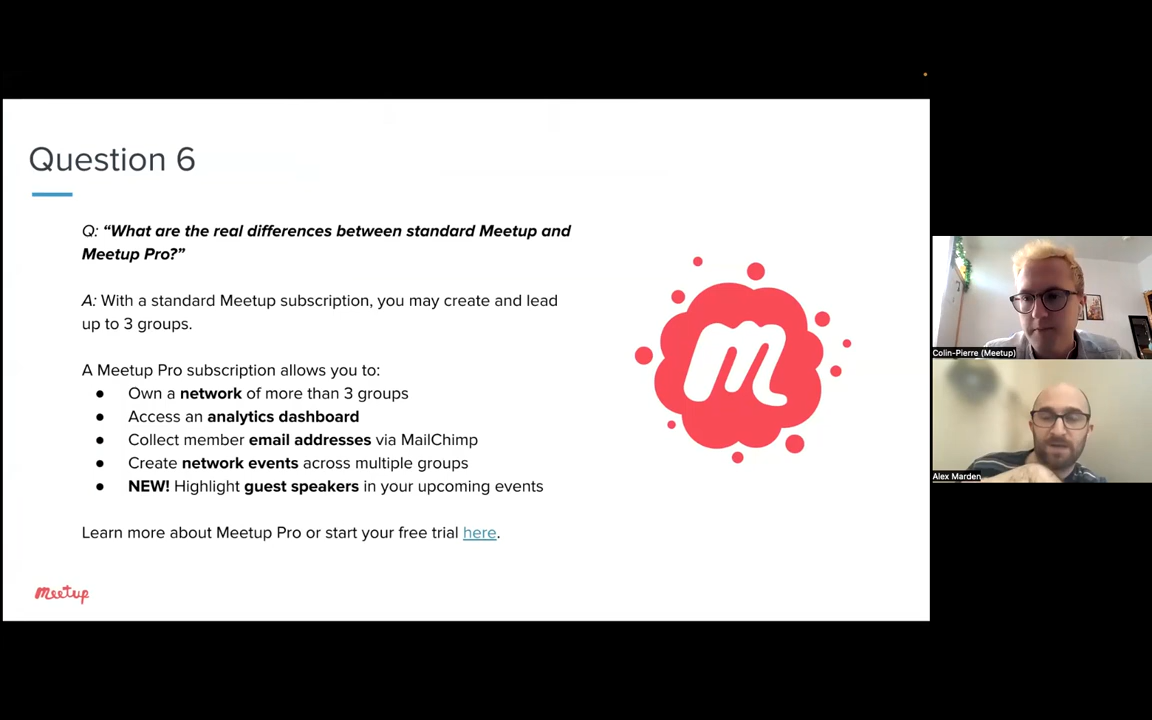 Question 6
Q: “What are the real differences between standard Meetup and
Meetup Pro?”
A: With a standard Meetup subscription, you may create and lead
up to 3 groups.
A Meetup Pro subscription allows you to:
● Own a network of more than 3 groups
● Access an analytics dashboard
● Collect member email addresses via MailChimp
● Create network events across multiple groups
● NEW! Highlight guest speakers in your upcoming events
Learn more about Meetup Pro or start your free trial here.
meetup
m
Colin-Pierre (Meetup)
Alex Marden